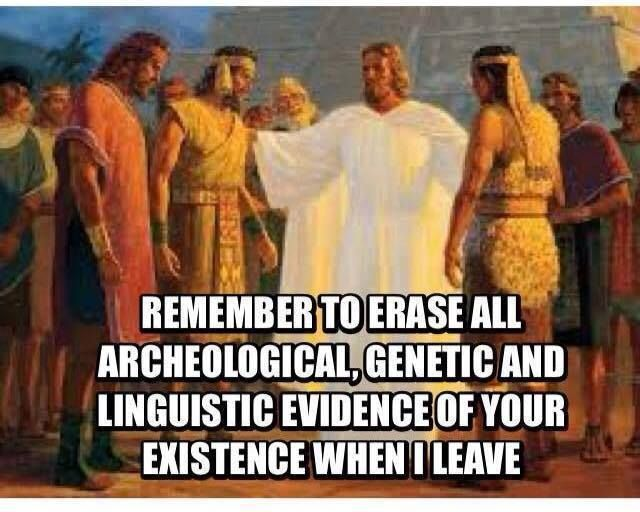 REMEMBER TO ERASE ALL
ARCHEOLOGICAL, GENETIC AND
LINGUISTIC EVIDENCE OF YOUR
EXISTENCE WHEN I LEAVE